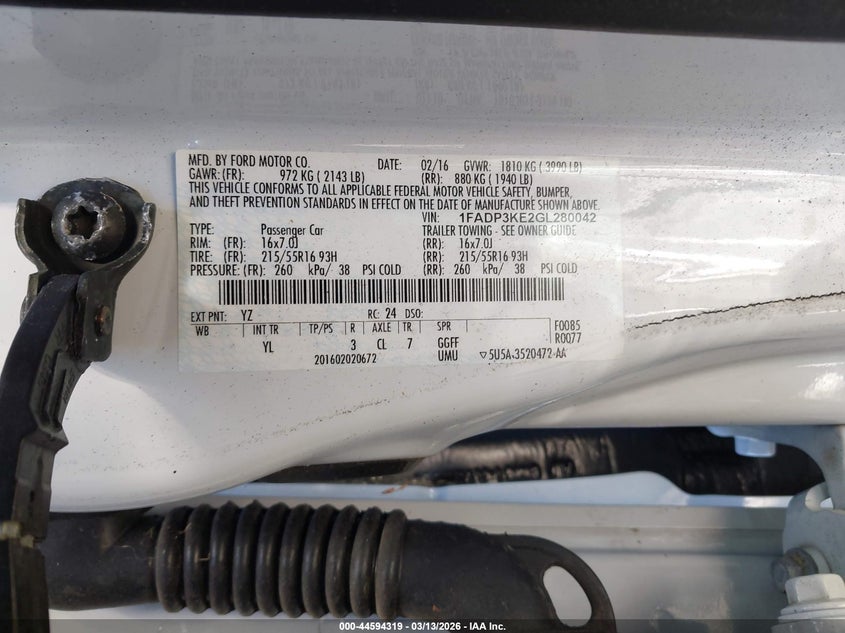 MFD. BY FORD MOTOR CO. DATE: 02/16 GVWR: 1810 KG ( 3990 LB)
GAWR: (FR): 972 KG ( 2143 LB) (RR): 880 KG ( 1940 LB)
THIS VEHICLE CONFORMS TO ALL APPLICABLE FEDERAL MOTOR VEHICLE SAFETY, BUMPER,
AND THEFT PREVENTION STANDARDS IN EFFECT ON THE DATE OF MANUFACTURE SHOWN ABOVE.
VIN: 1FADP3KE2GL280042
TYPE: Passenger Car TRAILER TOWING - SEE OWNER GUIDE
RIM: (FR): 16x7.0J (RR): 16x7.0J
TIRE: (FR): 215/55R16 93H (RR): 215/55R16 93H
PRESSURE: (FR): 260 kPa/ 38 PSI COLD (RR): 260 kPa/ 38 PSI COLD
EXT PNT: YZ RC: 24 DSO: F0085
WB INT TR TP/PS R AXLE TR SPR R0077
YL 3 CL 7 GGFF
201602020672 UMU ▽5U5A-3520472-AA
000-44594319 - 03/13/2026 - IAA Inc.